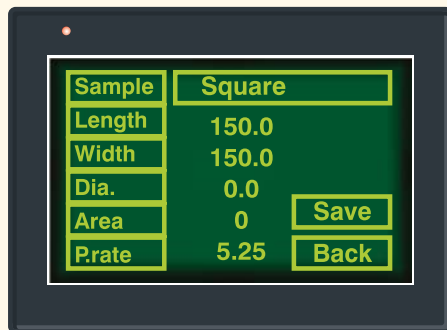 Sample Square
Length 150.0
Width 150.0
Dia. 0.0
Area 0 Save
P.rate 5.25 Back